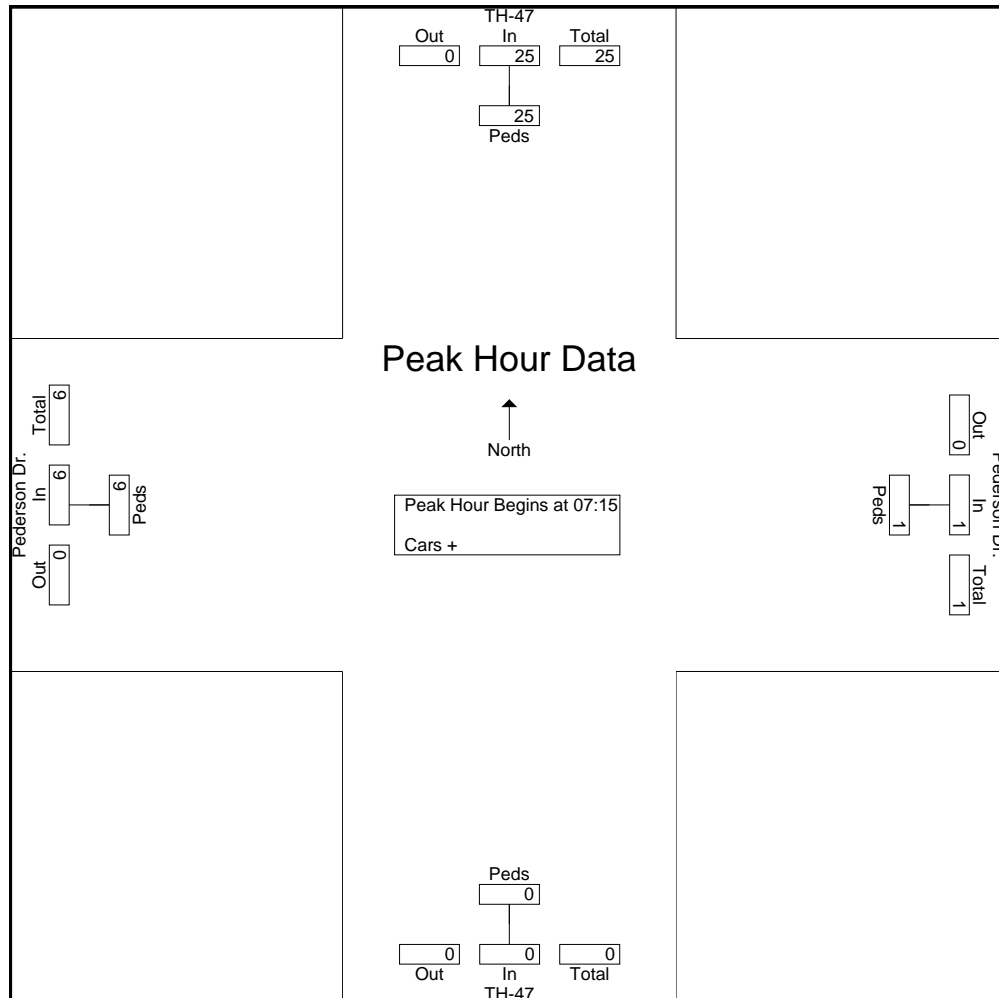 TH-47
Out In Total
0 25 25
25
Peds
Peak Hour Data
North
Peak Hour Begins at 07:15
Cars +
Pederson Dr.
Out In Total
0 6 6
6
Peds
Pederson Dr.
Out In Total
0 1 1
1
Peds
Peds
0
0 0 0
Out In Total
TH-47